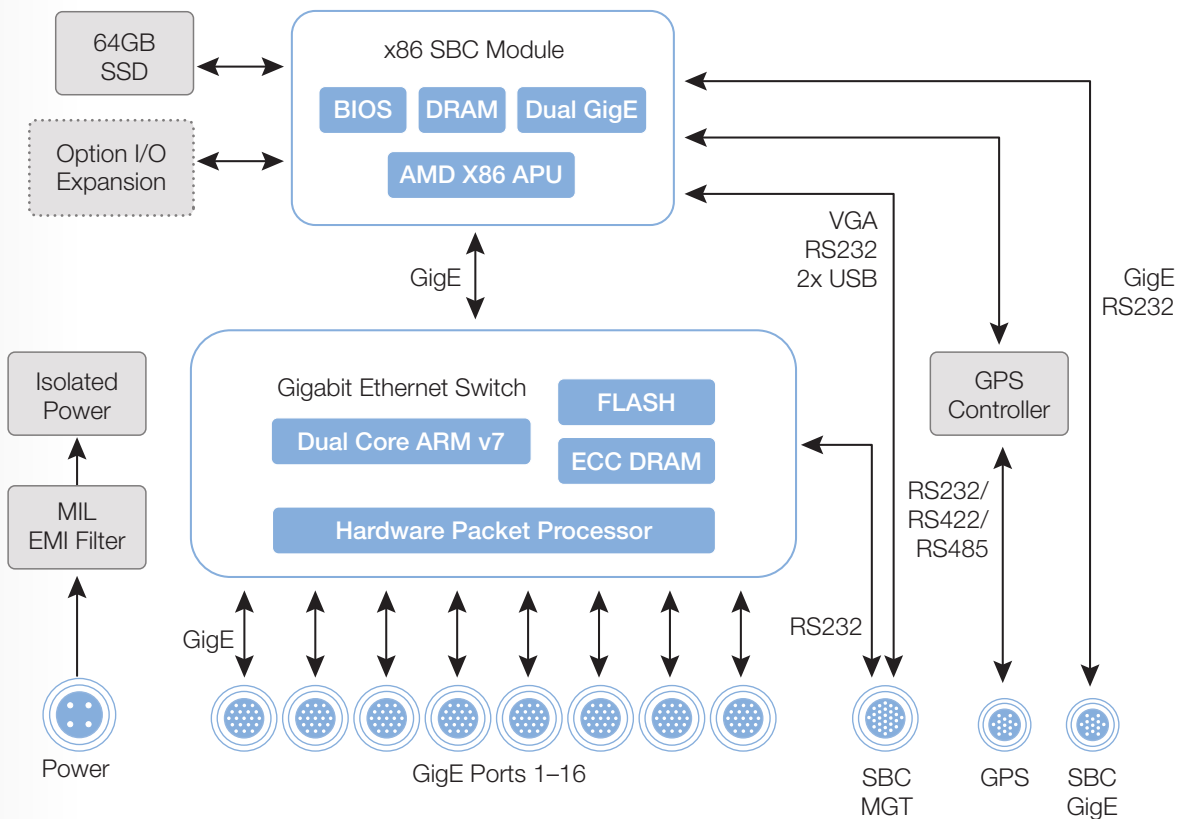 64GB
SSD
x86 SBC Module
BIOS
DRAM
Dual GigE
AMD X86 APU
Option I/O
Expansion
VGA
RS232
2x USB
GigE
RS232
GigE
Isolated
Power
MIL
EMI Filter
Gigabit Ethernet Switch
FLASH
Dual Core ARM v7
ECC DRAM
Hardware Packet Processor
GPS
Controller
RS232/
RS422/
RS485
GigE
RS232
Power
GigE Ports 1–16
SBC
MGT
GPS
SBC
GigE